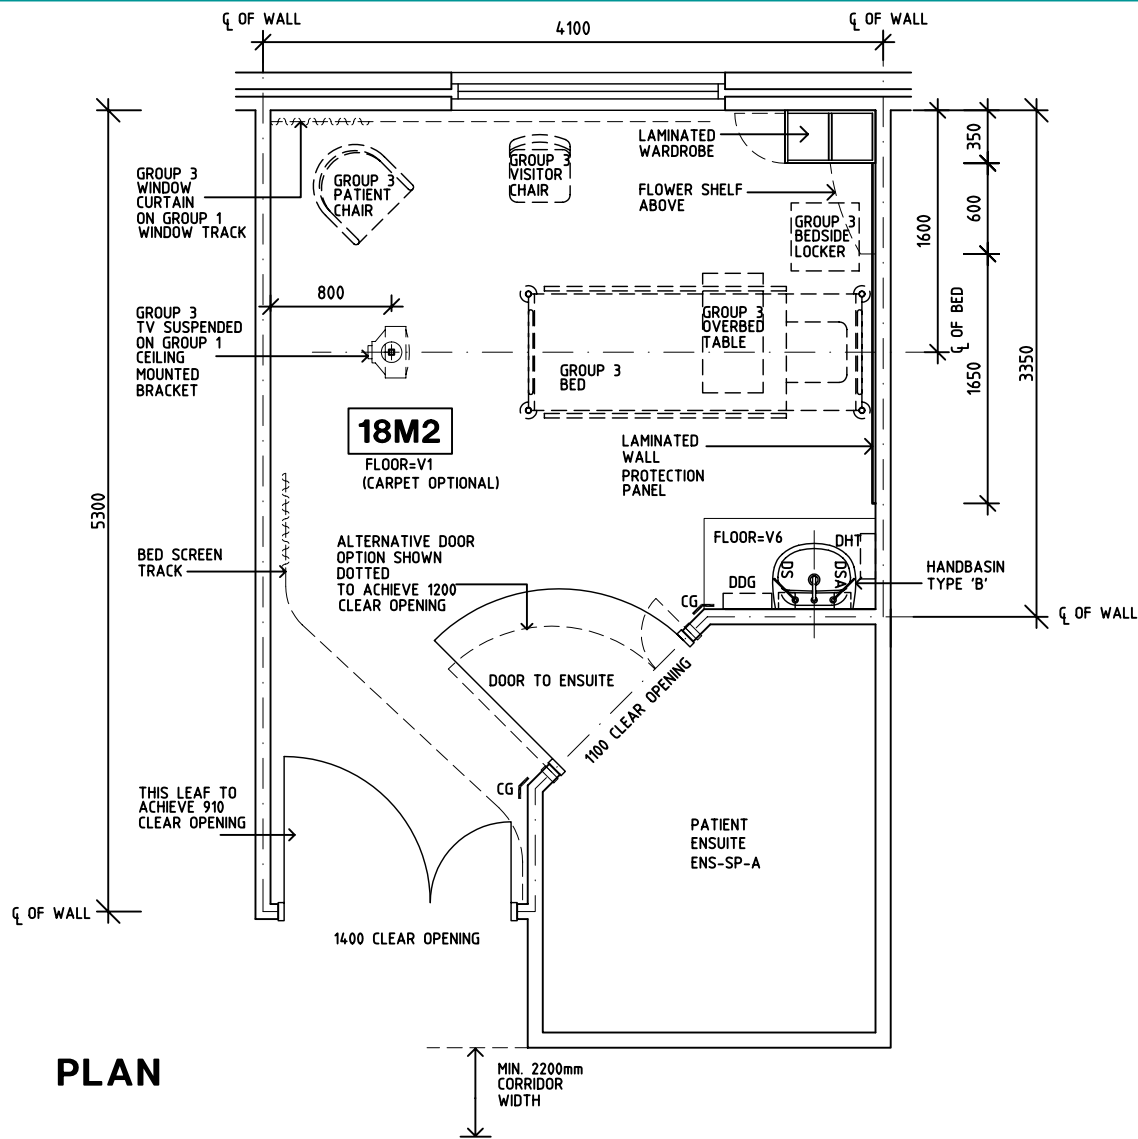 ℄ OF WALL
℄ OF WALL
4100
LAMINATED
WARDROBE
350
GROUP 3
WINDOW
CURTAIN
ON GROUP 1
WINDOW TRACK
GROUP 3
PATIENT
CHAIR
GROUP 3
VISITOR
CHAIR
FLOWER SHELF
ABOVE
GROUP 3
BEDSIDE
LOCKER
1600
600
800
GROUP 3
TV SUSPENDED
ON GROUP 1
CEILING
MOUNTED
BRACKET
GROUP 3
OVERBED
TABLE
GROUP 3
BED
℄ OF BED
1650
3350
18M2
FLOOR=V1
(CARPET OPTIONAL)
LAMINATED
WALL
PROTECTION
PANEL
5300
BED SCREEN
TRACK
ALTERNATIVE DOOR
OPTION SHOWN
DOTTED
TO ACHIEVE 1200
CLEAR OPENING
FLOOR=V6
DHT
DS
DSA
DDG
CG
HANDBASIN
TYPE 'B'
℄ OF WALL
DOOR TO ENSUITE
1100 CLEAR OPENING
CG
THIS LEAF TO
ACHIEVE 910
CLEAR OPENING
PATIENT
ENSUITE
ENS-SP-A
℄ OF WALL
1400 CLEAR OPENING
PLAN
MIN. 2200mm
CORRIDOR
WIDTH